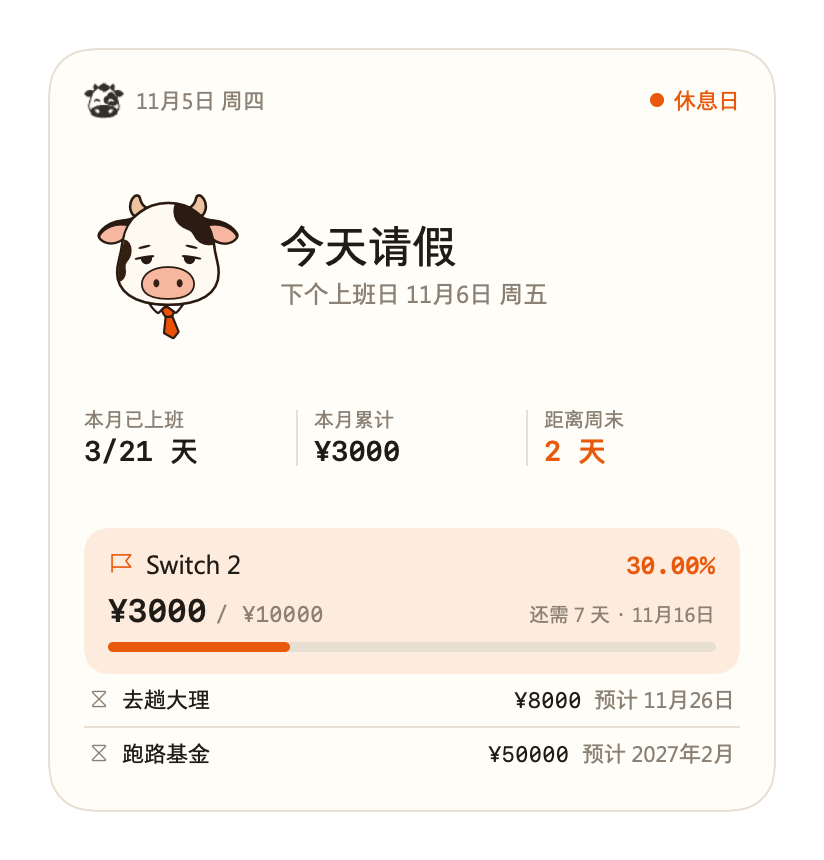 11月5日 周四
休息日
今天请假
下个上班日 11月6日 周五
本月已上班
3/21 天
本月累计
¥3000
距离周末
2 天
Switch 2
30.00%
¥3000 / ¥10000
还需 7 天 · 11月16日
去趟大理
¥8000 预计 11月26日
跑路基金
¥50000 预计 2027年2月